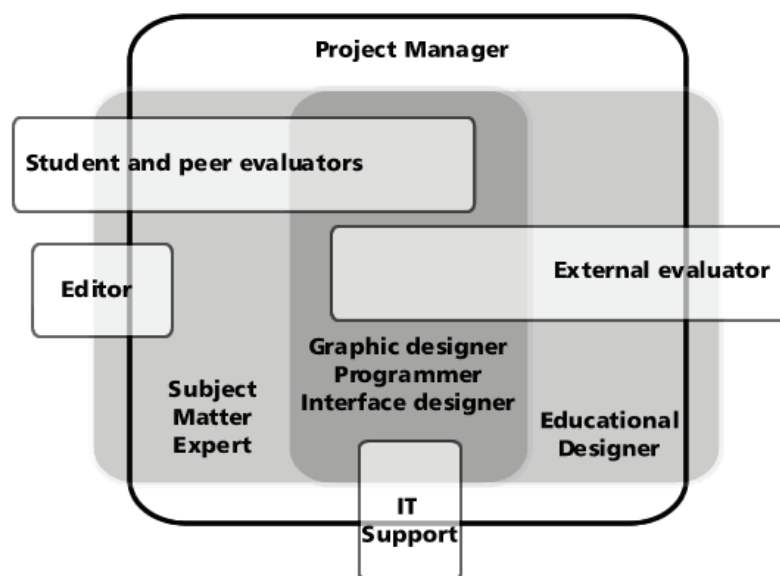 Project Manager
Student and peer evaluators
External evaluator
Editor
Graphic designer
Programmer
Interface designer
Subject
Matter
Expert
Educational
Designer
IT
Support